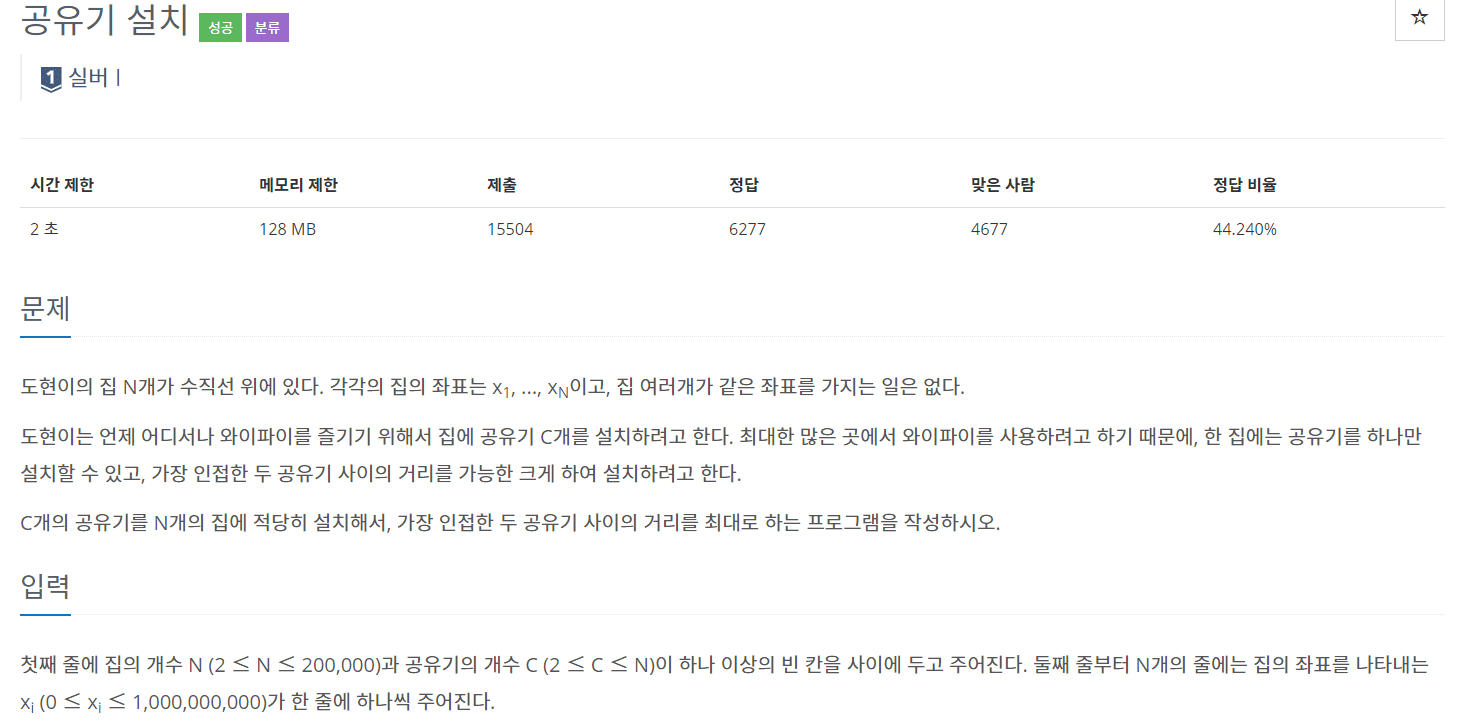 공유기 설치 성공 분류
☆
1 실버 I
시간 제한 메모리 제한 제출 정답 맞은 사람 정답 비율
2 초 128 MB 15504 6277 4677 44.240%
문제
도현이의 집 N개가 수직선 위에 있다. 각각의 집의 좌표는 x1, ..., xN이고, 집 여러개가 같은 좌표를 가지는 일은 없다.
도현이는 언제 어디서나 와이파이를 즐기기 위해서 집에 공유기 C개를 설치하려고 한다. 최대한 많은 곳에서 와이파이를 사용하려고 하기 때문에, 한 집에는 공유기를 하나만
설치할 수 있고, 가장 인접한 두 공유기 사이의 거리를 가능한 크게 하여 설치하려고 한다.
C개의 공유기를 N개의 집에 적당히 설치해서, 가장 인접한 두 공유기 사이의 거리를 최대로 하는 프로그램을 작성하시오.
입력
첫째 줄에 집의 개수 N (2 ≤ N ≤ 200,000)과 공유기의 개수 C (2 ≤ C ≤ N)이 하나 이상의 빈 칸을 사이에 두고 주어진다. 둘째 줄부터 N개의 줄에는 집의 좌표를 나타내는
xi (0 ≤ xi ≤ 1,000,000,000)가 한 줄에 하나씩 주어진다.